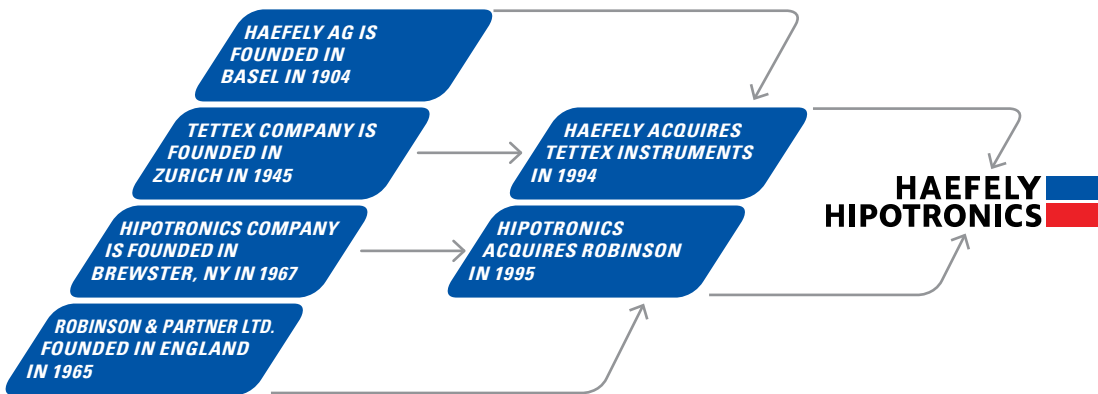 HAEFELY AG IS
FOUNDED IN
BASEL IN 1904
TETTEX COMPANY IS
FOUNDED IN
ZURICH IN 1945
HAEFELY ACQUIRES
TETTEX INSTRUMENTS
IN 1994
HIPOTRONICS COMPANY
IS FOUNDED IN
BREWSTER, NY IN 1967
HIPOTRONICS
ACQUIRES ROBINSON
IN 1995
ROBINSON & PARTNER LTD.
FOUNDED IN ENGLAND
IN 1965
HAEFELY
HIPOTRONICS